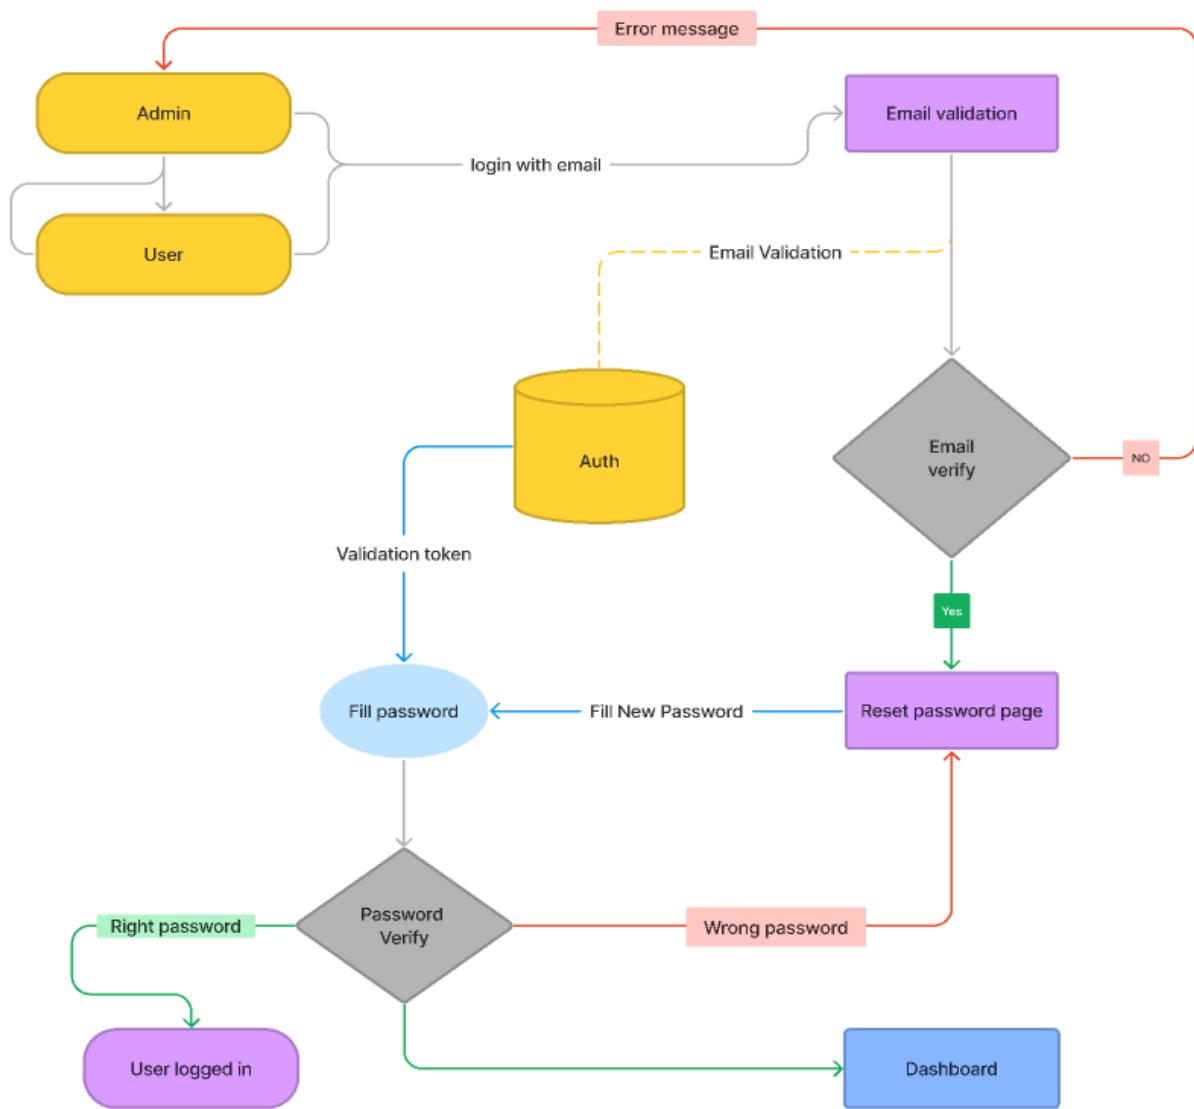 Error message
Admin
Email validation
login with email
User
Email Validation
Auth
Email
verify
NO
Validation token
Yes
Fill password
Fill New Password
Reset password page
Password
Verify
Right password
Wrong password
User logged in
Dashboard